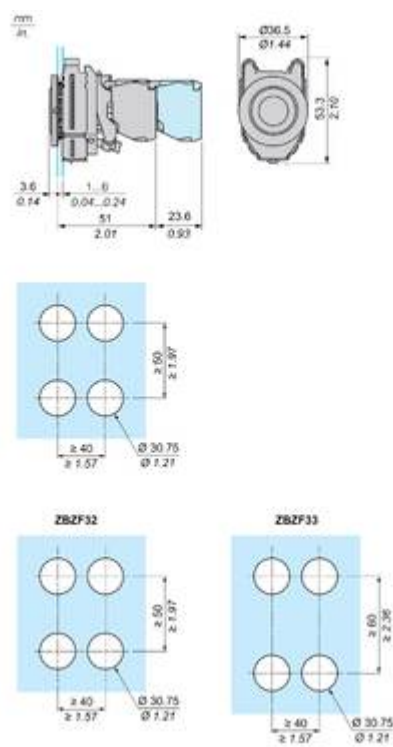 mm
in.
Ø36.5
Ø1.44
53.3
2.10
3.6
0.14
1...6
0.04...0.24
51
2.01
23.6
0.93
≥ 50
≥ 1.97
≥ 40
≥ 1.57
Ø 30.75
Ø 1.21
ZBZF32
ZBZF33
≥ 50
≥ 1.97
≥ 60
≥ 2.36
≥ 40
≥ 1.57
Ø 30.75
Ø 1.21
≥ 40
≥ 1.57
Ø 30.75
Ø 1.21